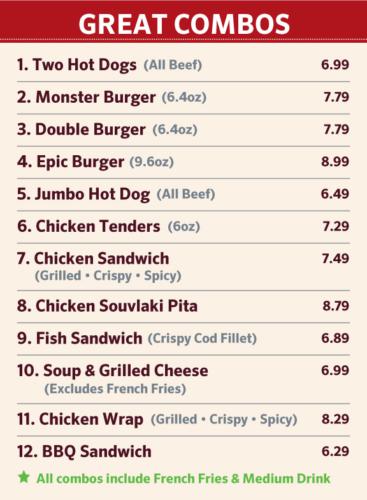 GREAT COMBOS
1. Two Hot Dogs (All Beef) 6.99
2. Monster Burger (6.4oz) 7.79
3. Double Burger (6.4oz) 7.79
4. Epic Burger (9.6oz) 8.99
5. Jumbo Hot Dog (All Beef) 6.49
6. Chicken Tenders (6oz) 7.29
7. Chicken Sandwich 7.49
(Grilled • Crispy • Spicy)
8. Chicken Souvlaki Pita 8.79
9. Fish Sandwich (Crispy Cod Fillet) 6.89
10. Soup & Grilled Cheese 6.99
(Excludes French Fries)
11. Chicken Wrap (Grilled • Crispy • Spicy) 8.29
12. BBQ Sandwich 6.29
★ All combos include French Fries & Medium Drink